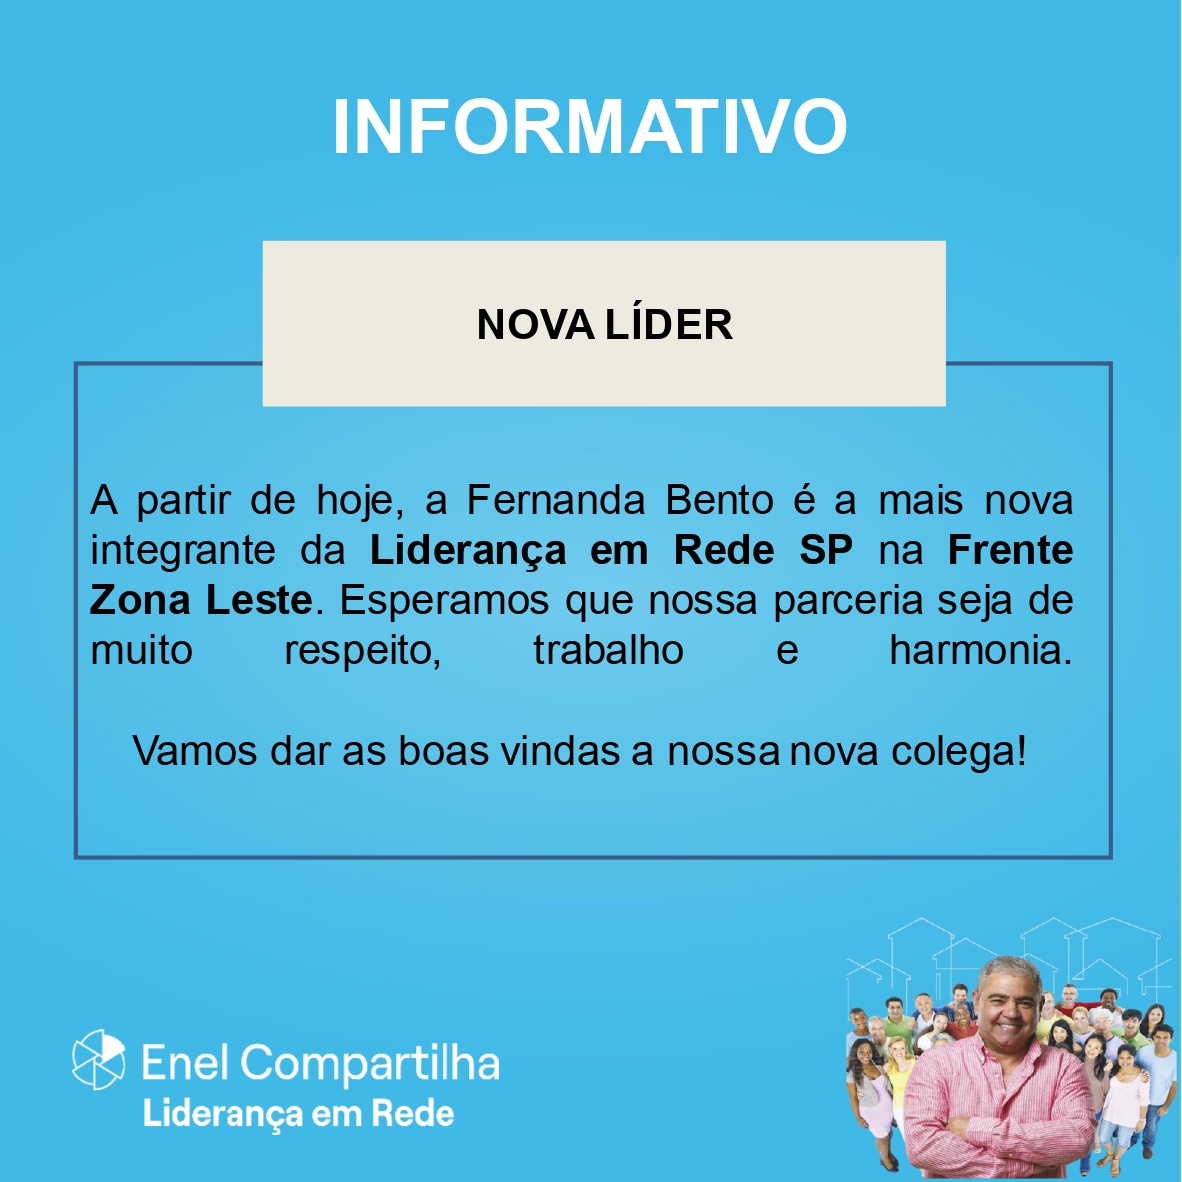 INFORMATIVO
NOVA LÍDER
A partir de hoje, a Fernanda Bento é a mais nova
integrante da Liderança em Rede SP na Frente
Zona Leste. Esperamos que nossa parceria seja de
muito respeito, trabalho e harmonia.
Vamos dar as boas vindas a nossa nova colega!
Enel Compartilha
Liderança em Rede